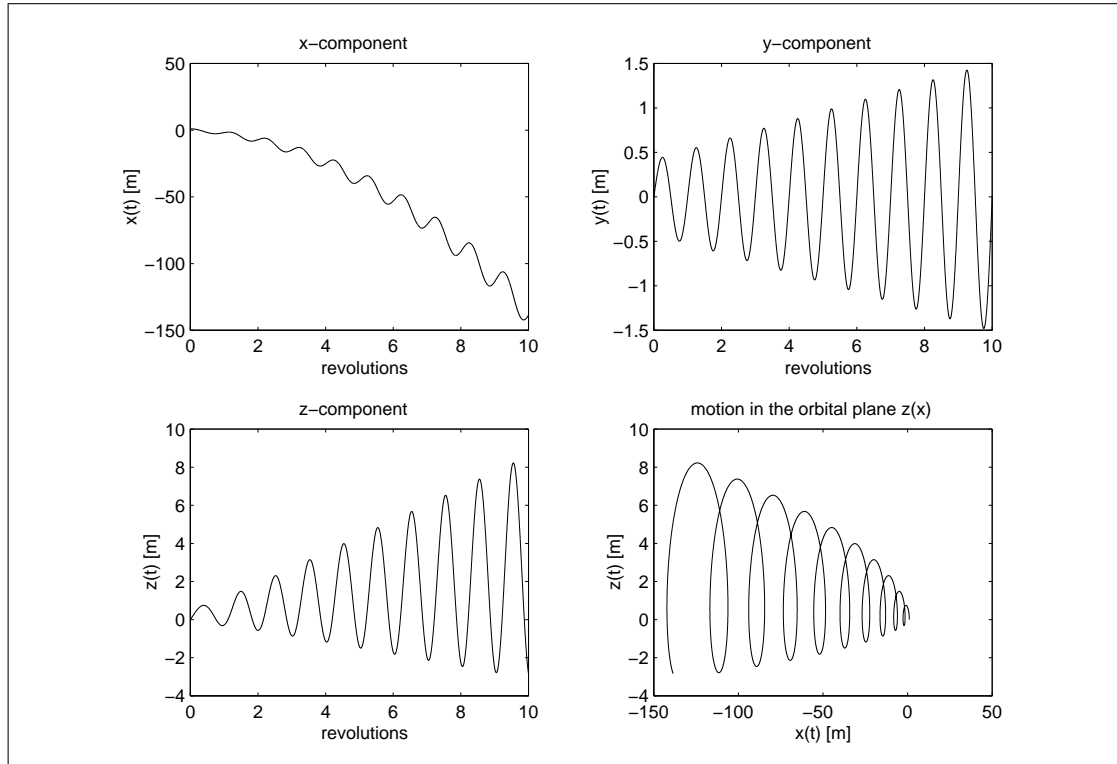 x−component
50
0
−50
−100
−150
x(t) [m]
0 2 4 6 8 10
revolutions
y−component
1.5
1
0.5
0
−0.5
−1
−1.5
y(t) [m]
0 2 4 6 8 10
revolutions
z−component
10
8
6
4
2
0
−2
−4
z(t) [m]
0 2 4 6 8 10
revolutions
motion in the orbital plane z(x)
10
8
6
4
2
0
−2
−4
z(t) [m]
−150 −100 −50 0 50
x(t) [m]